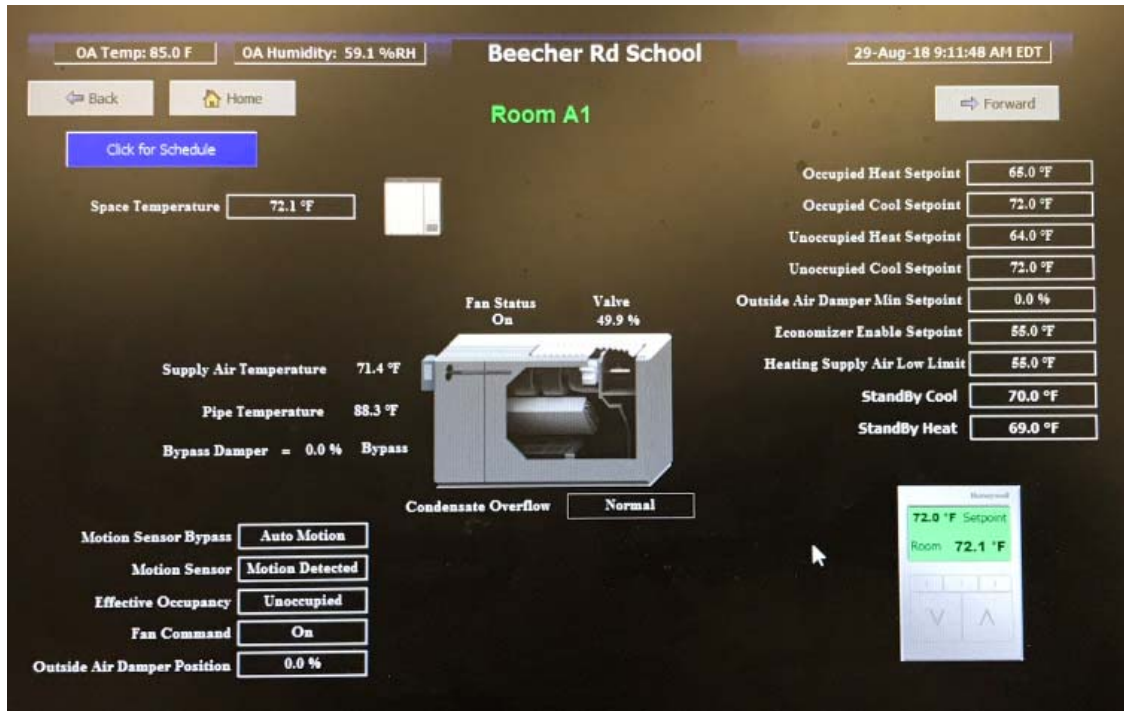 OA Temp: 85.0 F OA Humidity: 59.1 %RH Beecher Rd School 29-Aug-18 9:11:48 AM EDT
Back Home Room A1 Forward
Click for Schedule
Space Temperature 72.1 °F
Occupied Heat Setpoint °F
Occupied Cool Setpoint 72.0 °F
Unoccupied Heat Setpoint 64.0 °F
Unoccupied Cool Setpoint 72.0 °F
Outside Air Damper Min Setpoint 0.0 %
Economizer Enable Setpoint 55.0 °F
Heating Supply Air Low Limit 55.0 °F
StandBy Cool 70.0 °F
StandBy Heat 69.0 °F
Fan Status Valve
On 49.9 %
Supply Air Temperature 71.4 °F
Pipe Temperature 88.3 °F
Bypass Damper = 0.0 % Bypass
Condensate Overflow Normal
Motion Sensor Bypass Auto Motion
Motion Sensor Motion Detected
Effective Occupancy Unoccupied
Fan Command On
Outside Air Damper Position 0.0 %
Honeywell
72.0 °F Setpoint
Room 72.1 °F